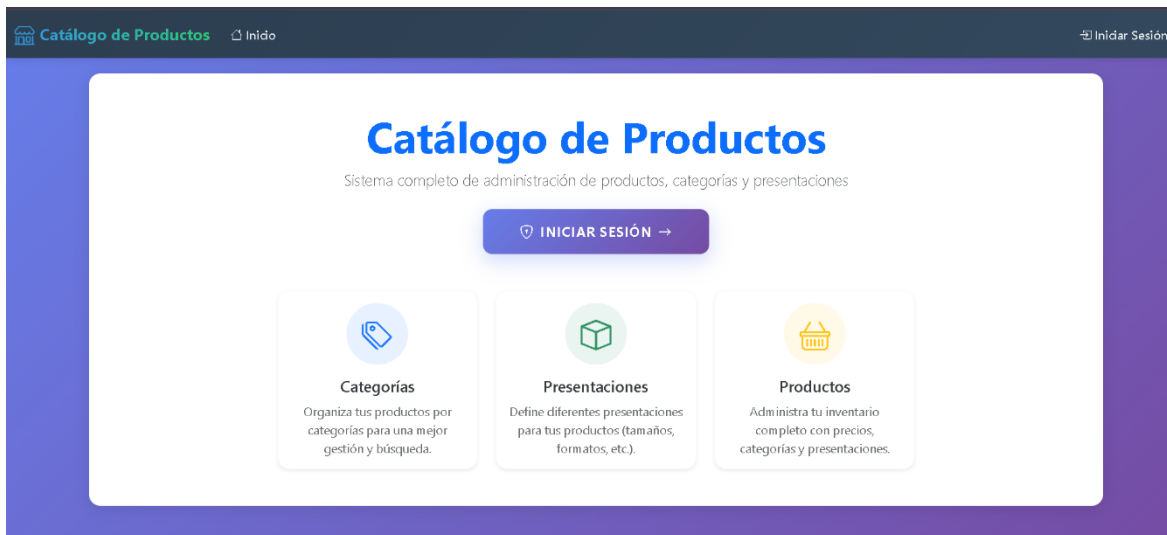 Catálogo de Productos Inicio Iniciar Sesión
Catálogo de Productos
Sistema completo de administración de productos, categorías y presentaciones
INICIAR SESIÓN →
Categorías
Organiza tus productos por
categorías para una mejor
gestión y búsqueda.
Presentaciones
Define diferentes presentaciones
para tus productos (tamaños,
formatos, etc.).
Productos
Administra tu inventario
completo con precios,
categorías y presentaciones.